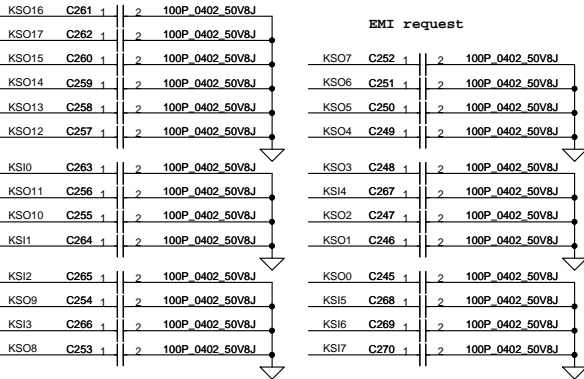 KSO16 C261 1 2 100P_0402_50V8J
KSO17 C262 1 2 100P_0402_50V8J
KSO15 C260 1 2 100P_0402_50V8J
KSO14 C259 1 2 100P_0402_50V8J
KSO13 C258 1 2 100P_0402_50V8J
KSO12 C257 1 2 100P_0402_50V8J
KSI0 C263 1 2 100P_0402_50V8J
KSO11 C256 1 2 100P_0402_50V8J
KSO10 C255 1 2 100P_0402_50V8J
KSI1 C264 1 2 100P_0402_50V8J
KSI2 C265 1 2 100P_0402_50V8J
KSO9 C254 1 2 100P_0402_50V8J
KSI3 C266 1 2 100P_0402_50V8J
KSO8 C253 1 2 100P_0402_50V8J
EMI request
KSO7 C252 1 2 100P_0402_50V8J
KSO6 C251 1 2 100P_0402_50V8J
KSO5 C250 1 2 100P_0402_50V8J
KSO4 C249 1 2 100P_0402_50V8J
KSO3 C248 1 2 100P_0402_50V8J
KSI4 C267 1 2 100P_0402_50V8J
KSO2 C247 1 2 100P_0402_50V8J
KSO1 C246 1 2 100P_0402_50V8J
KSO0 C245 1 2 100P_0402_50V8J
KSI5 C268 1 2 100P_0402_50V8J
KSI6 C269 1 2 100P_0402_50V8J
KSI7 C270 1 2 100P_0402_50V8J